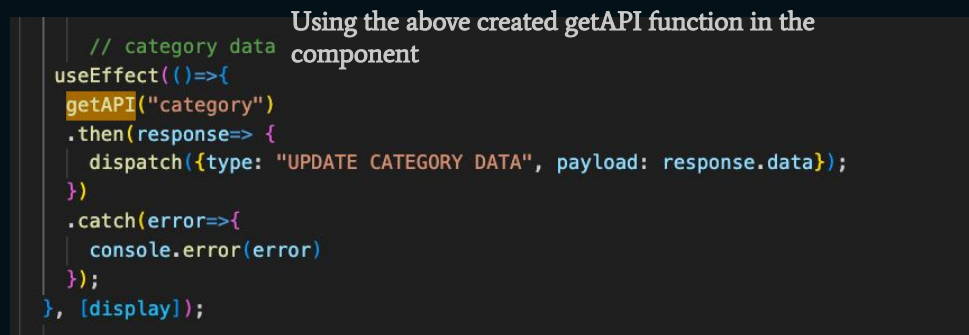 Using the above created getAPI function in the
component
// category data
useEffect(()=>{
getAPI("category")
.then(response=> {
dispatch({type: "UPDATE CATEGORY DATA", payload: response.data});
})
.catch(error=>{
console.error(error)
});
}, [display]);